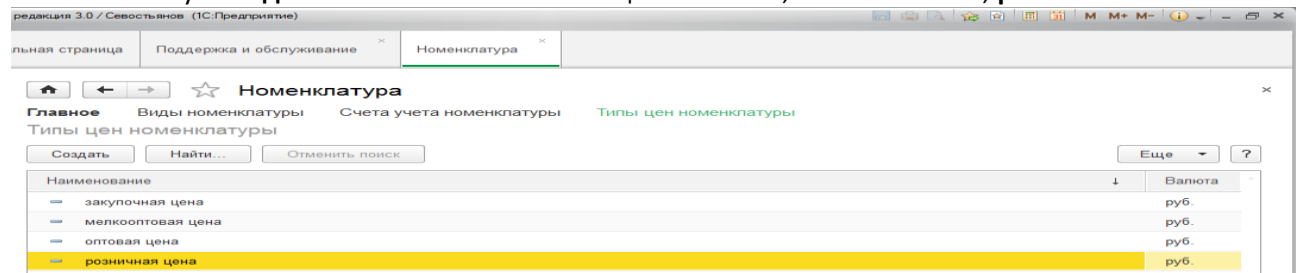 редакция 3.0 / Севостьянов (1С:Предприятие) M M+ M-
льная страница Поддержка и обслуживание Номенклатура
Номенклатура
Главное Виды номенклатуры Счета учета номенклатуры Типы цен номенклатуры
Типы цен номенклатуры
Создать Найти... Отменить поиск Еще ?
Наименование ↓ Валюта
закупочная цена руб.
мелкооптовая цена руб.
оптовая цена руб.
розничная цена руб.